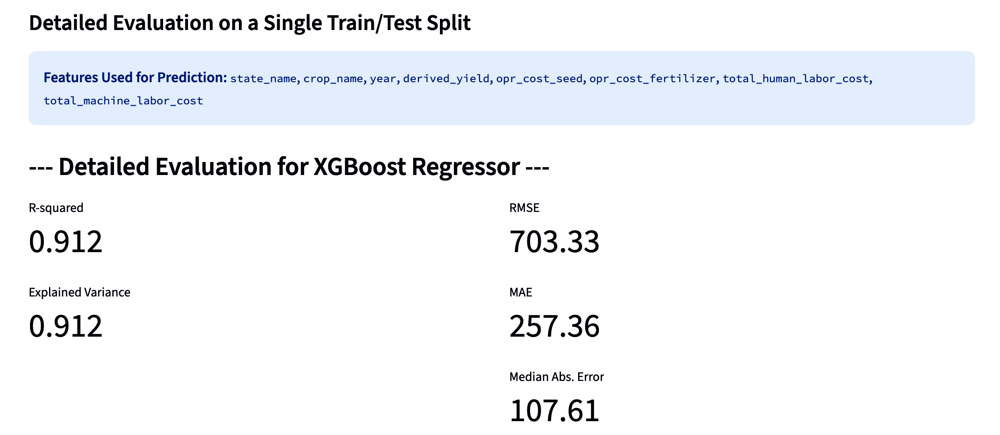 Detailed Evaluation on a Single Train/Test Split
Features Used for Prediction: state_name, crop_name, year, derived_yield, opr_cost_seed, opr_cost_fertilizer, total_human_labor_cost,
total_machine_labor_cost
--- Detailed Evaluation for XGBoost Regressor ---
R-squared
0.912
RMSE
703.33
Explained Variance
0.912
MAE
257.36
Median Abs. Error
107.61